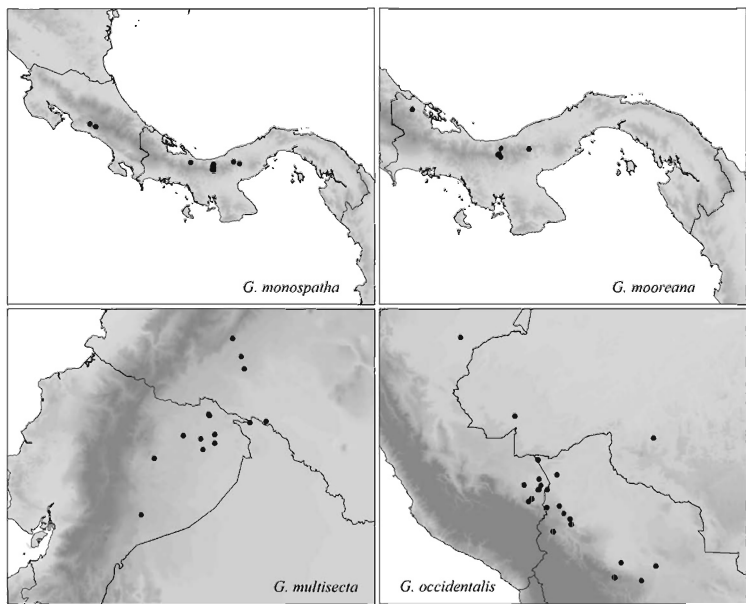 G. monospatha
G. mooreana
G. multisecta
G. occidentalis